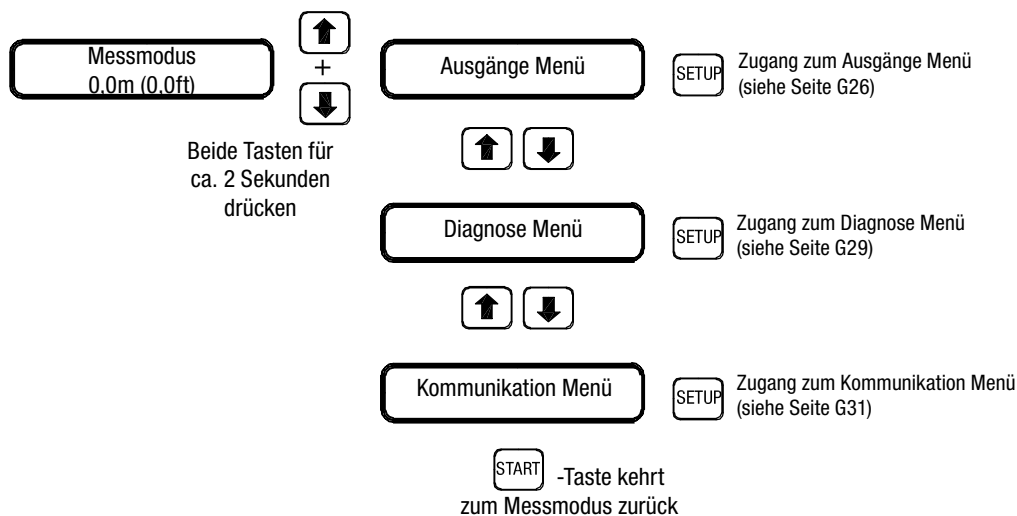 Messmodus
0,0m (0,0ft)
+
Beide Tasten für
ca. 2 Sekunden
drücken
Ausgänge Menü
SETUP
Zugang zum Ausgänge Menü
(siehe Seite G26)
Diagnose Menü
SETUP
Zugang zum Diagnose Menü
(siehe Seite G29)
Kommunikation Menü
SETUP
Zugang zum Kommunikation Menü
(siehe Seite G31)
START -Taste kehrt
zum Messmodus zurück